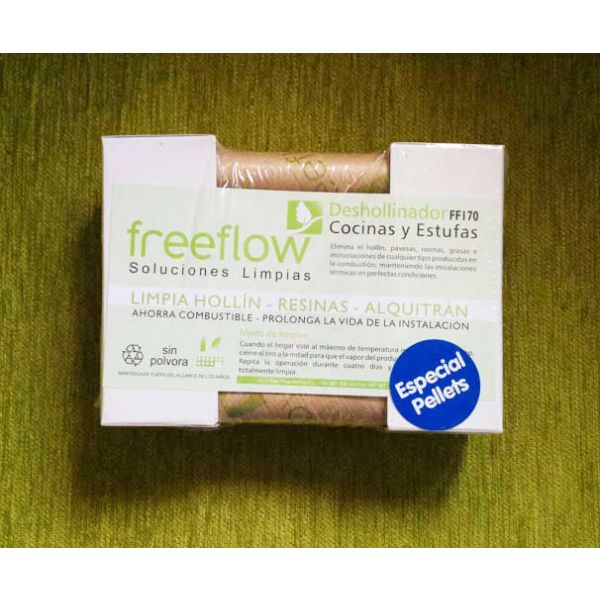 Deshollinador FF170
Cocinas y Estufas
freeflow
Soluciones Limpias
Elimina el hollín, pavesas, resinas, grasas e
incrustaciones de cualquier tipo producidas en
la combustión, manteniendo las instalaciones
térmicas en perfectas condiciones.
LIMPIA HOLLÍN - RESINAS - ALQUITRÁN
AHORRA COMBUSTIBLE - PROLONGA LA VIDA DE LA INSTALACIÓN
Modo de empleo
Cuando el hogar esté al máximo de temperatura
cierre el tiro a la mitad para que el vapor del
Repita la operación durante cuatro días y
totalmente limpia.
sin
polvora
MANTENGASE FUERA DEL ALCANCE DE LOS NIÑOS
Especial
Pellets